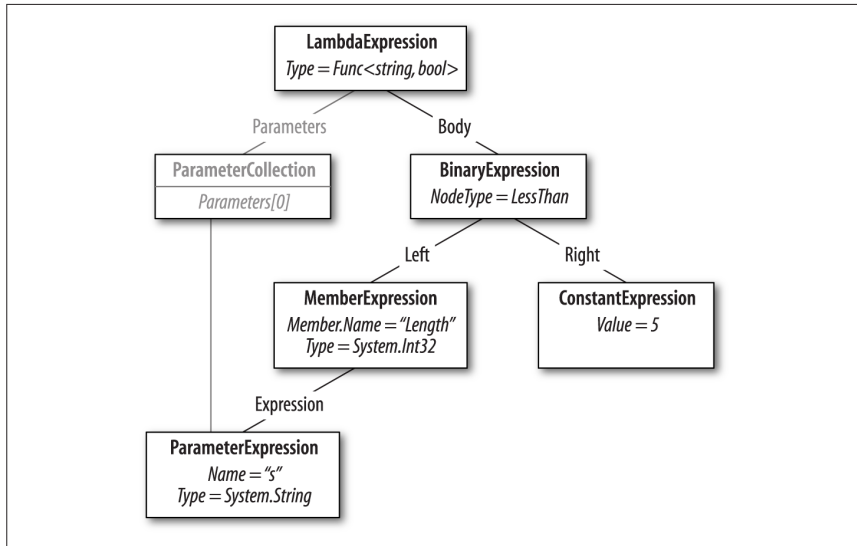 LambdaExpression
Type = Func<string, bool>
Parameters
Body
ParameterCollection
Parameters[0]
BinaryExpression
NodeType = LessThan
Left
Right
MemberExpression
Member.Name = “Length”
Type = System.Int32
ConstantExpression
Value = 5
Expression
ParameterExpression
Name = “s”
Type = System.String